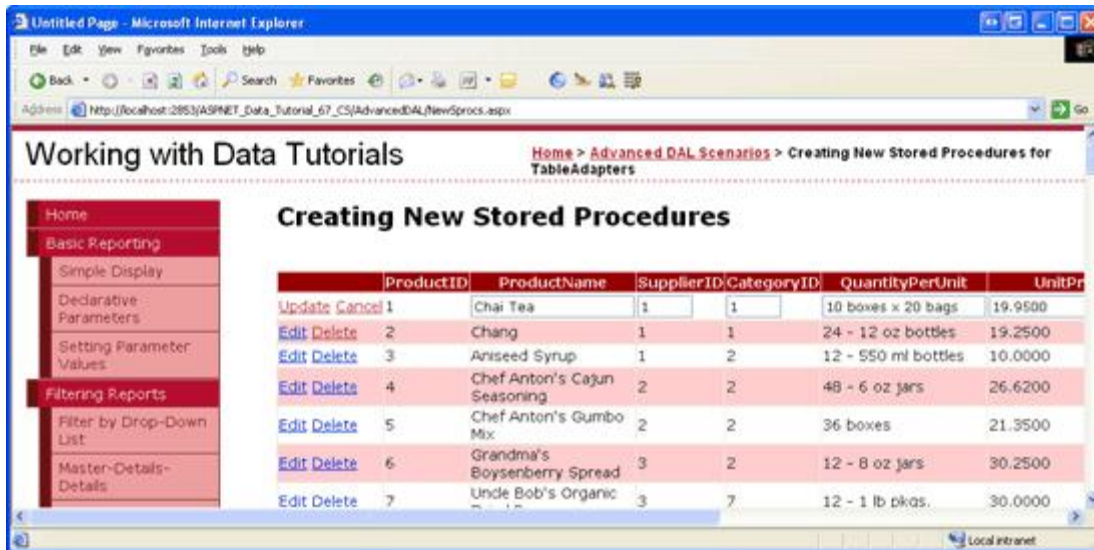 Untitled Page - Microsoft Internet Explorer
File Edit View Favorites Tools Help
Back Search Favorites
Address http://localhost:2853/ASPNET_Data_Tutorial_67_CS/AdvancedDAL/NewSprocs.aspx Go
Working with Data Tutorials
Home > Advanced DAL Scenarios > Creating New Stored Procedures for
TableAdapters
Home
Basic Reporting
Simple Display
Declarative
Parameters
Setting Parameter
Values
Filtering Reports
Filter by Drop-Down
List
Master-Details-
Details
Creating New Stored Procedures
ProductID ProductName SupplierID CategoryID QuantityPerUnit UnitPr
Update Cancel 1 Chai Tea 1 1 10 boxes x 20 bags 19.9500
Edit Delete 2 Chang 1 1 24 - 12 oz bottles 19.2500
Edit Delete 3 Aniseed Syrup 1 2 12 - 550 ml bottles 10.0000
Edit Delete 4 Chef Anton's Cajun
Seasoning 2 2 48 - 6 oz jars 26.6200
Edit Delete 5 Chef Anton's Gumbo
Mix 2 2 36 boxes 21.3500
Edit Delete 6 Grandma's
Boysenberry Spread 3 2 12 - 8 oz jars 30.2500
Edit Delete 7 Uncle Bob's Organic
3 7 12 - 1 lb pkgs. 30.0000
Local intranet